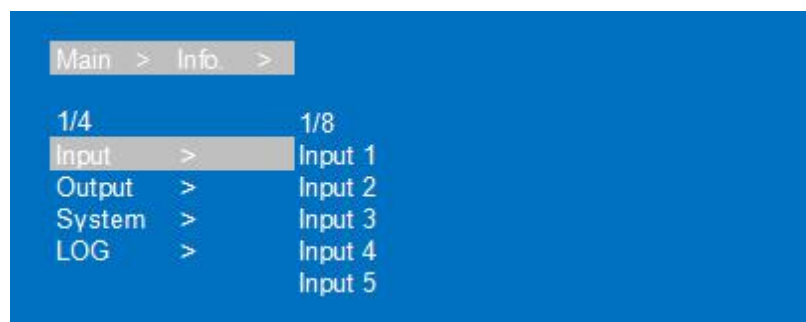 Main > Info. >
1/4 1/8
Input > Input 1
Output > Input 2
System > Input 3
LOG > Input 4
Input 5